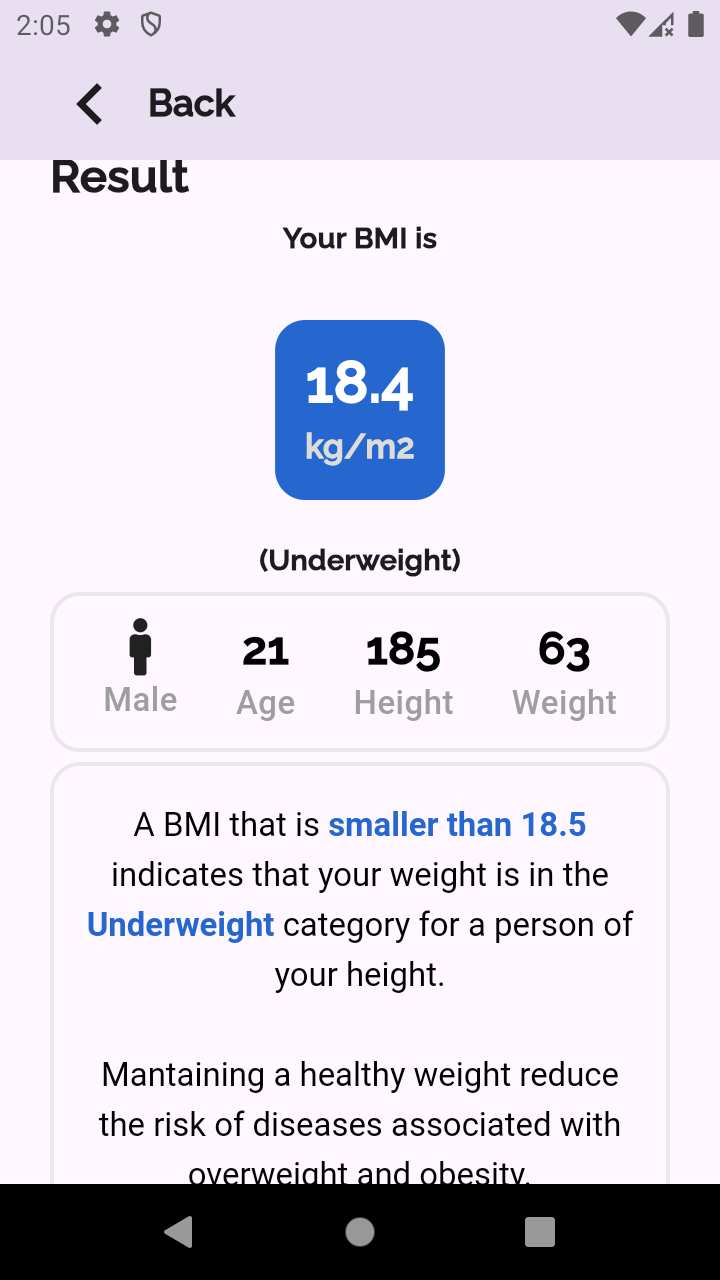 2:05
Back
Result
Your BMI is
18.4
kg/m2
(Underweight)
21 185 63
Male Age Height Weight
A BMI that is smaller than 18.5
indicates that your weight is in the
Underweight category for a person of
your height.
Mantaining a healthy weight reduce
the risk of diseases associated with
overweight and obesity.